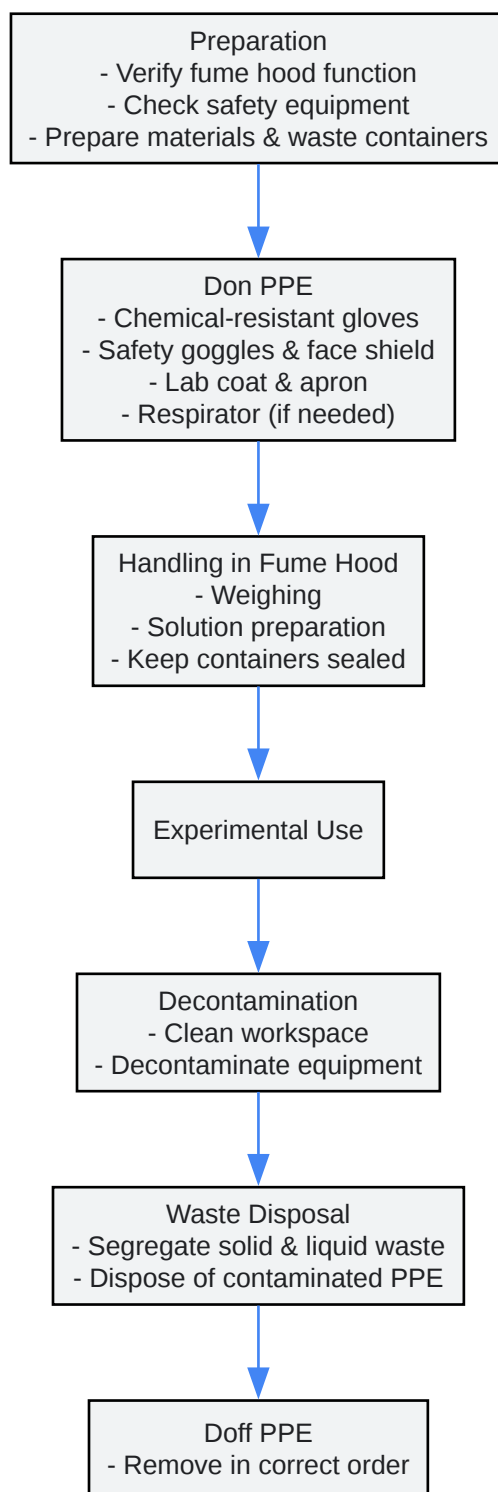 Preparation
- Verify fume hood function
- Check safety equipment
- Prepare materials & waste containers
Don PPE
- Chemical-resistant gloves
- Safety goggles & face shield
- Lab coat & apron
- Respirator (if needed)
Handling in Fume Hood
- Weighing
- Solution preparation
- Keep containers sealed
Experimental Use
Decontamination
- Clean workspace
- Decontaminate equipment
Waste Disposal
- Segregate solid & liquid waste
- Dispose of contaminated PPE
Doff PPE
- Remove in correct order